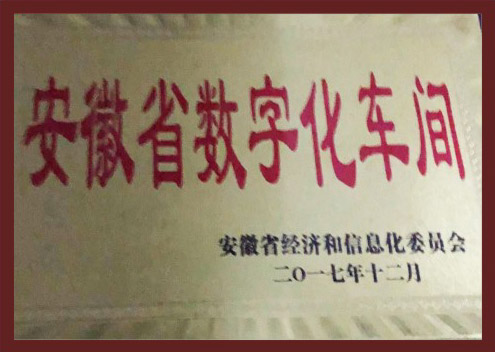 安徽省数字化车间
安徽省经济和信息化委员会
二〇一七年十二月